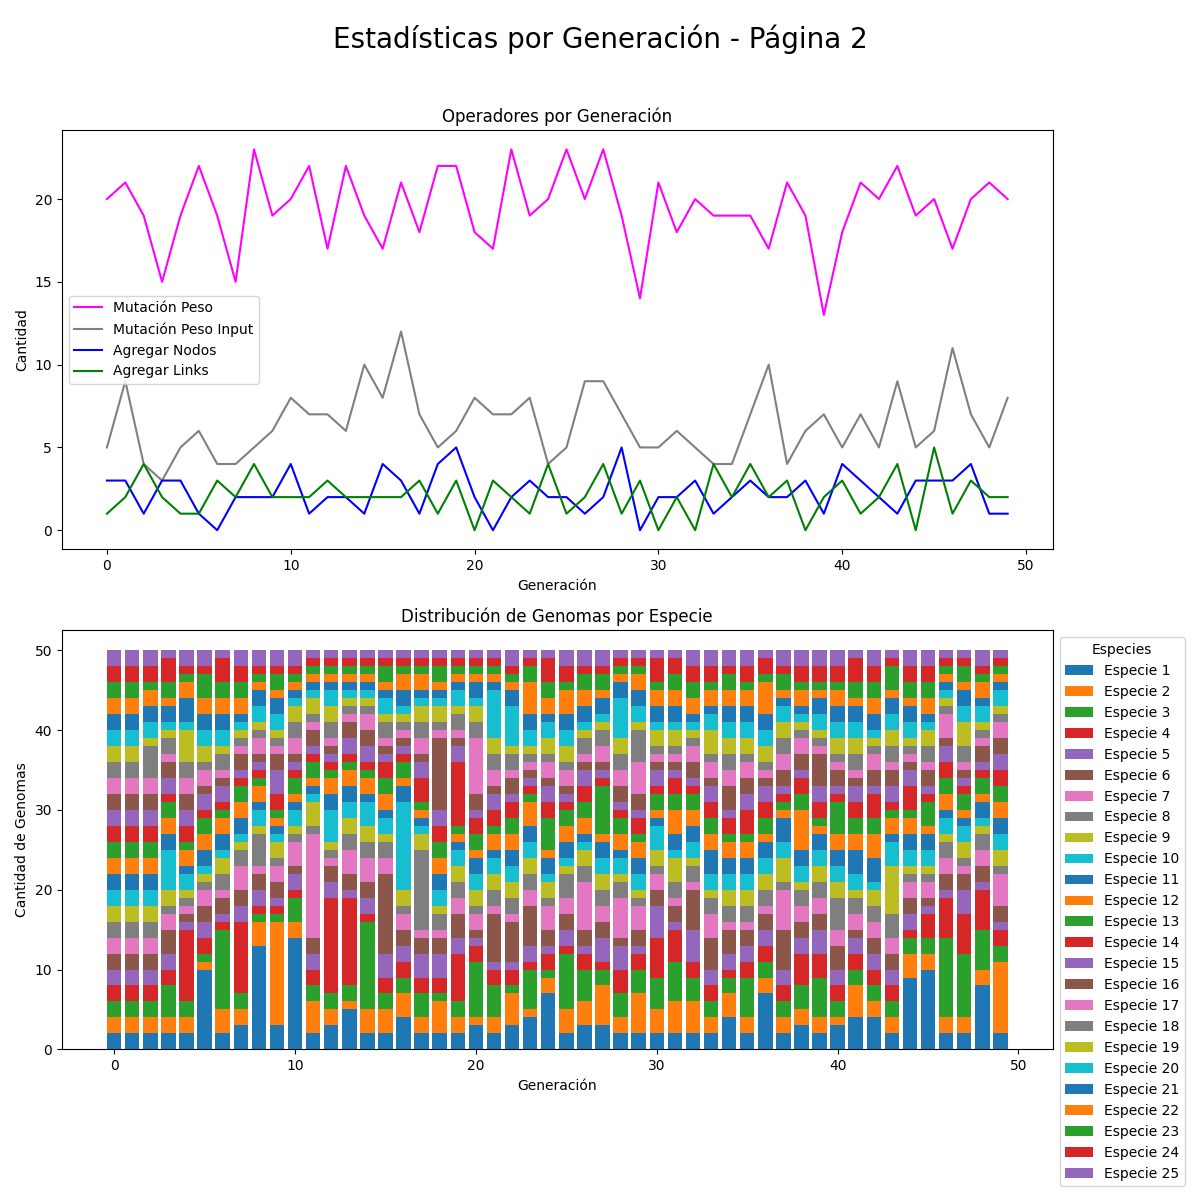 Estadísticas por Generación - Página 2
Operadores por Generación
20
15
10
5
0
Cantidad
Mutación Peso
Mutación Peso Input
Agregar Nodos
Agregar Links
0 10 20 30 40 50
Generación
Distribución de Genomas por Especie
50
40
30
20
10
0
Cantidad de Genomas
0 10 20 30 40 50
Generación
Especies
Especie 1
Especie 2
Especie 3
Especie 4
Especie 5
Especie 6
Especie 7
Especie 8
Especie 9
Especie 10
Especie 11
Especie 12
Especie 13
Especie 14
Especie 15
Especie 16
Especie 17
Especie 18
Especie 19
Especie 20
Especie 21
Especie 22
Especie 23
Especie 24
Especie 25